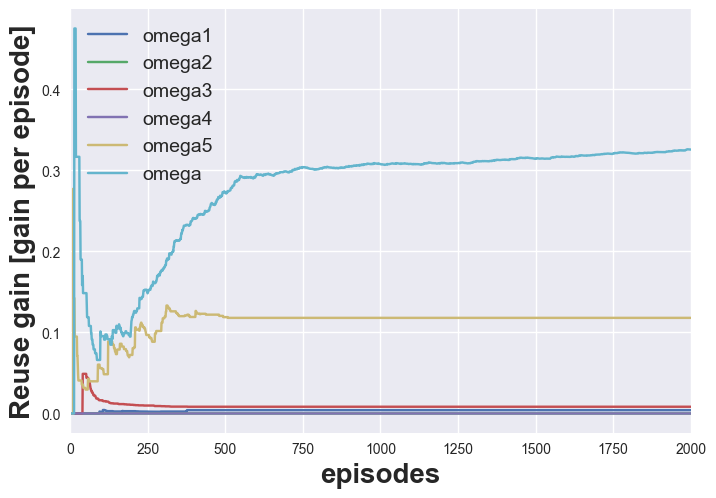 Reuse gain [gain per episode]
omega1
omega2
omega3
omega4
omega5
omega
0.4
0.3
0.2
0.1
0.0
0 250 500 750 1000 1250 1500 1750 2000
episodes